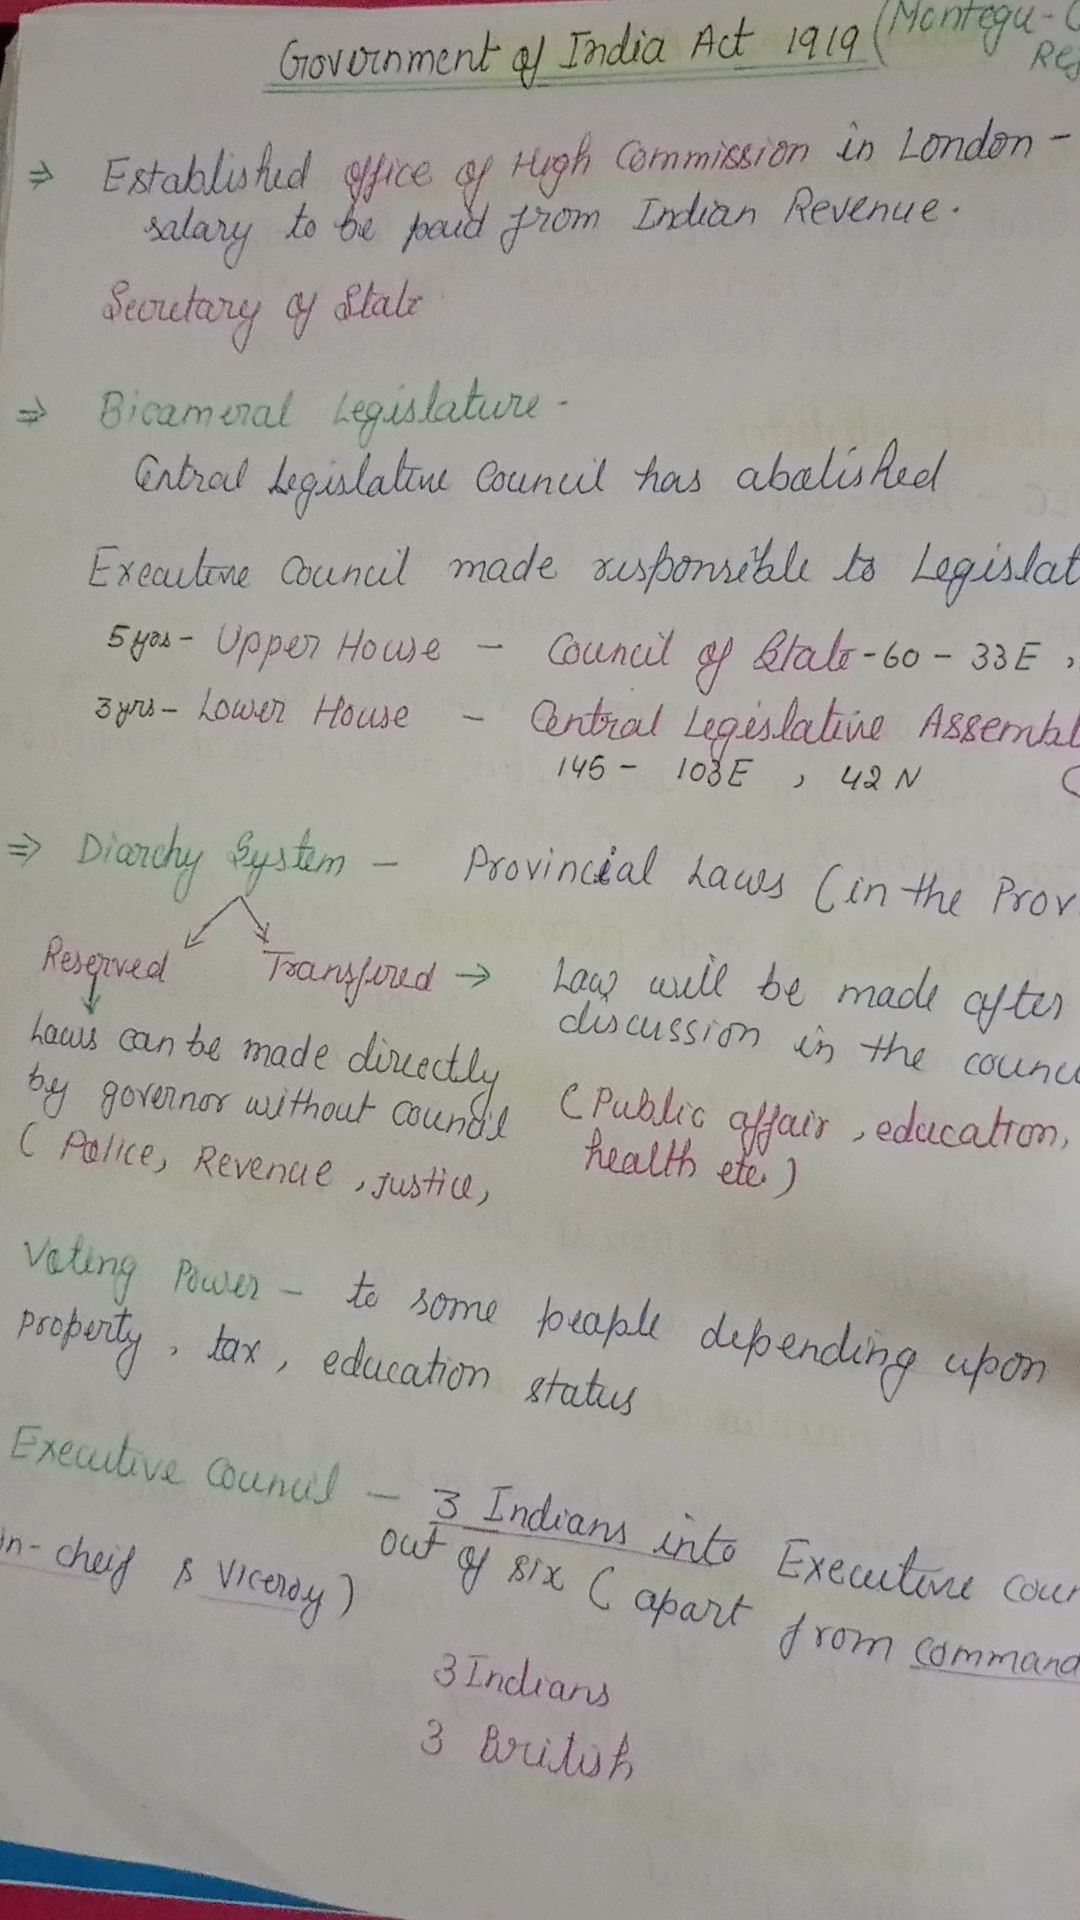 Government of India Act 1919 (Montegu-
⇒ Established office of High Commission in London -
salary to be paid from Indian Revenue.
Secretary of State
⇒ Bicameral Legislature -
Central Legislative Council has abolished
Executive Council made responsible to Legislat
5 yrs - Upper House - Council of State - 60 - 33E,
3 yrs - Lower House - Central Legislative Assembl
145 - 103E , 42 N
⇒ Diarchy System - Provincial Laws (in the Prov
Reserved Transfered → Law will be made after
discussion in the counc
Laws can be made directly
by governor without council
(Police, Revenue, justice,
(Public affair, education,
health etc.)
Voting Power - to some people depending upon
property, tax, education status
Executive Council - 3 Indians into Executive coun
out of six (apart from command
in-cheif & Viceroy)
3 Indians
3 British